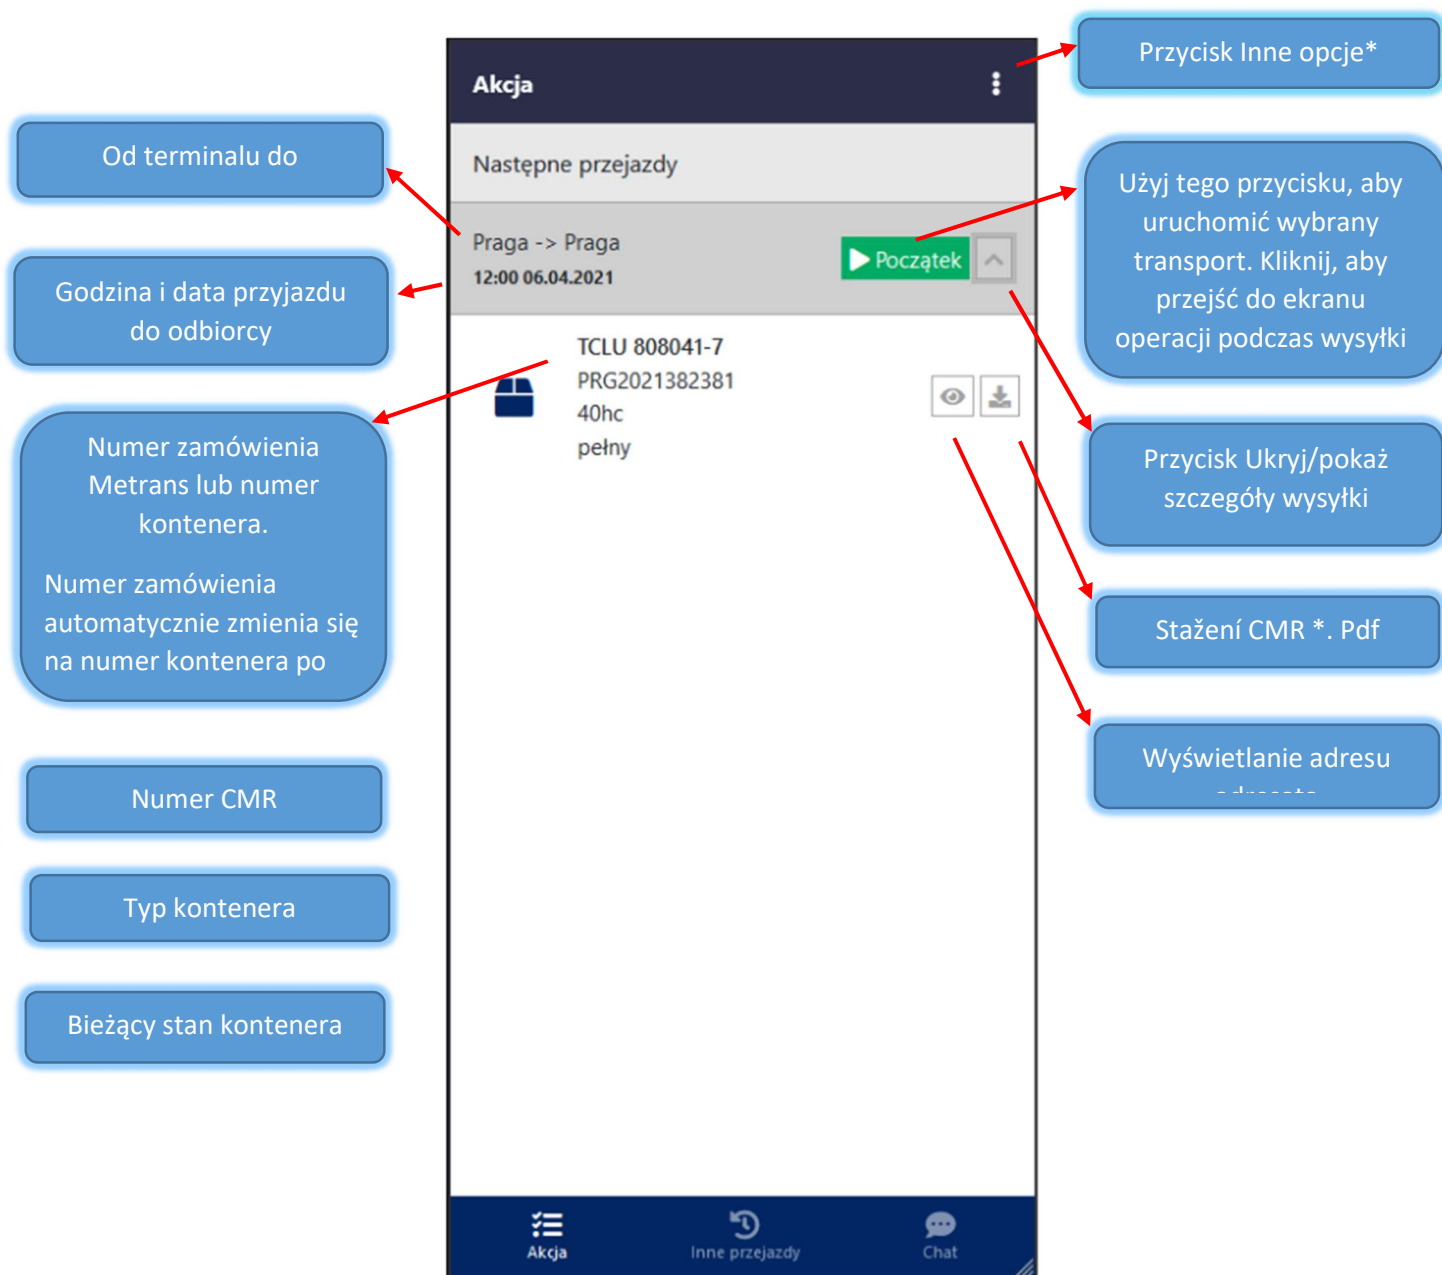 Przycisk Inne opcje*
Akcja
Od terminalu do
Następne przejazdy
Użyj tego przycisku, aby
uruchomić wybrany
transport. Kliknij, aby
przejść do ekranu
operacji podczas wysyłki
Praga -> Praga
12:00 06.04.2021
Początek
Godzina i data przyjazdu
do odbiorcy
TCLU 808041-7
PRG2021382381
40hc
pełny
Numer zamówienia
Metrans lub numer
kontenera.
Numer zamówienia
automatycznie zmienia się
na numer kontenera po
Przycisk Ukryj/pokaż
szczegóły wysyłki
Stažení CMR *. Pdf
Wyświetlanie adresu
Numer CMR
Typ kontenera
Bieżący stan kontenera
Akcja
Inne przejazdy
Chat